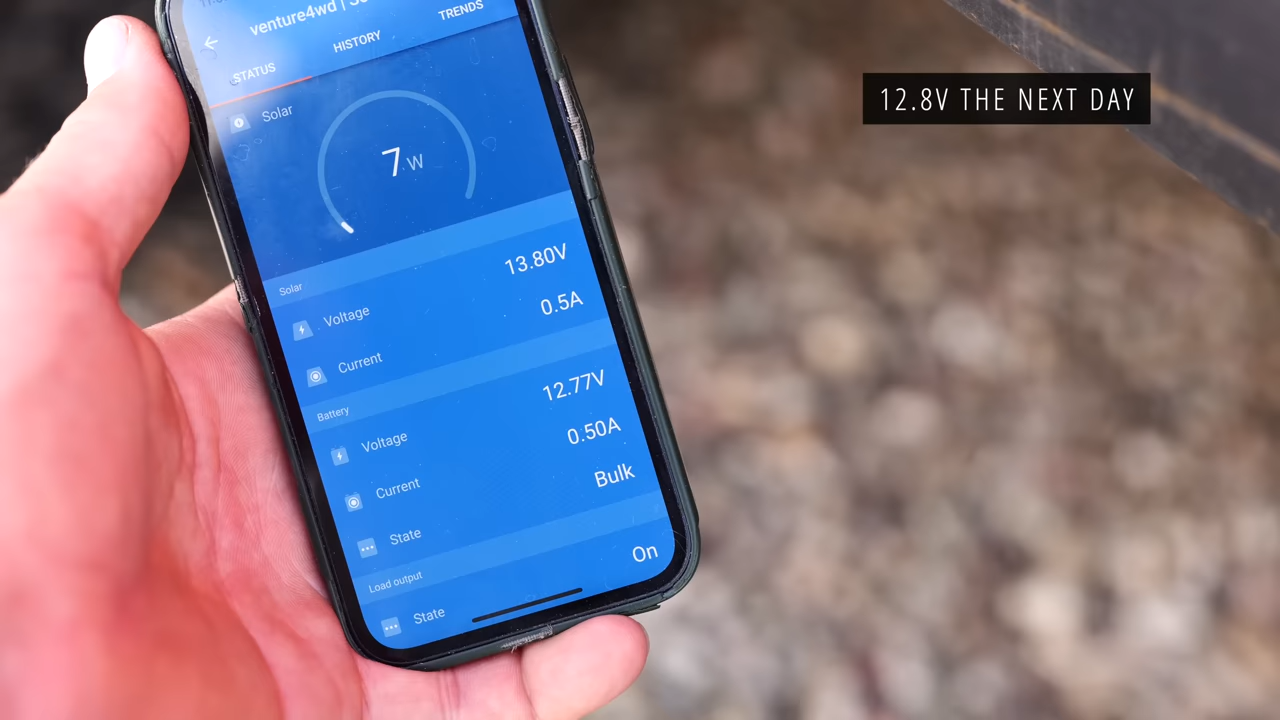 venture4wd |
STATUS HISTORY TRENDS
Solar
7 W
Solar
Voltage 13.80V
Current 0.5A
Battery
Voltage 12.77V
Current 0.50A
State Bulk
Load output
State On
12.8V THE NEXT DAY